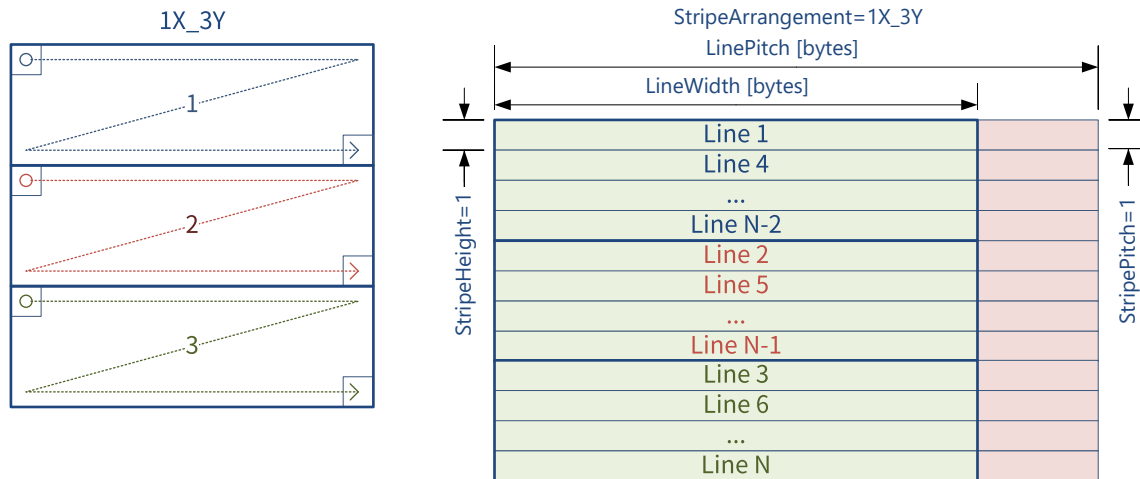 1X_3Y
1
2
3
StripeArrangement=1X_3Y
LinePitch [bytes]
LineWidth [bytes]
StripeHeight=1
StripePitch=1
Line 1
Line 4
...
Line N-2
Line 2
Line 5
...
Line N-1
Line 3
Line 6
...
Line N